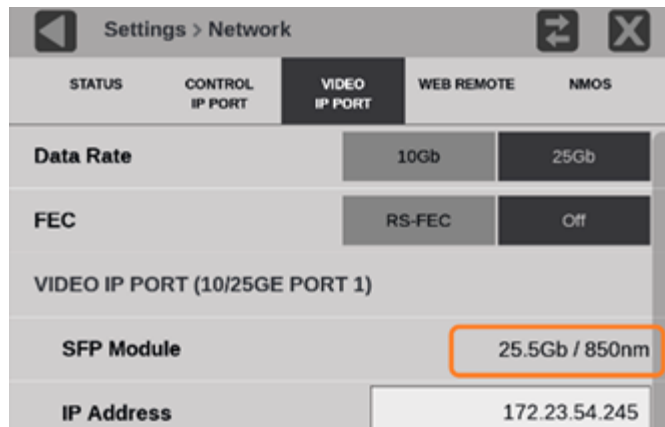 Settings > Network
STATUS
CONTROL
IP PORT
VIDEO
IP PORT
WEB REMOTE
NMOS
Data Rate 10Gb 25Gb
FEC RS-FEC Off
VIDEO IP PORT (10/25GE PORT 1)
SFP Module 25.5Gb / 850nm
IP Address 172.23.54.245